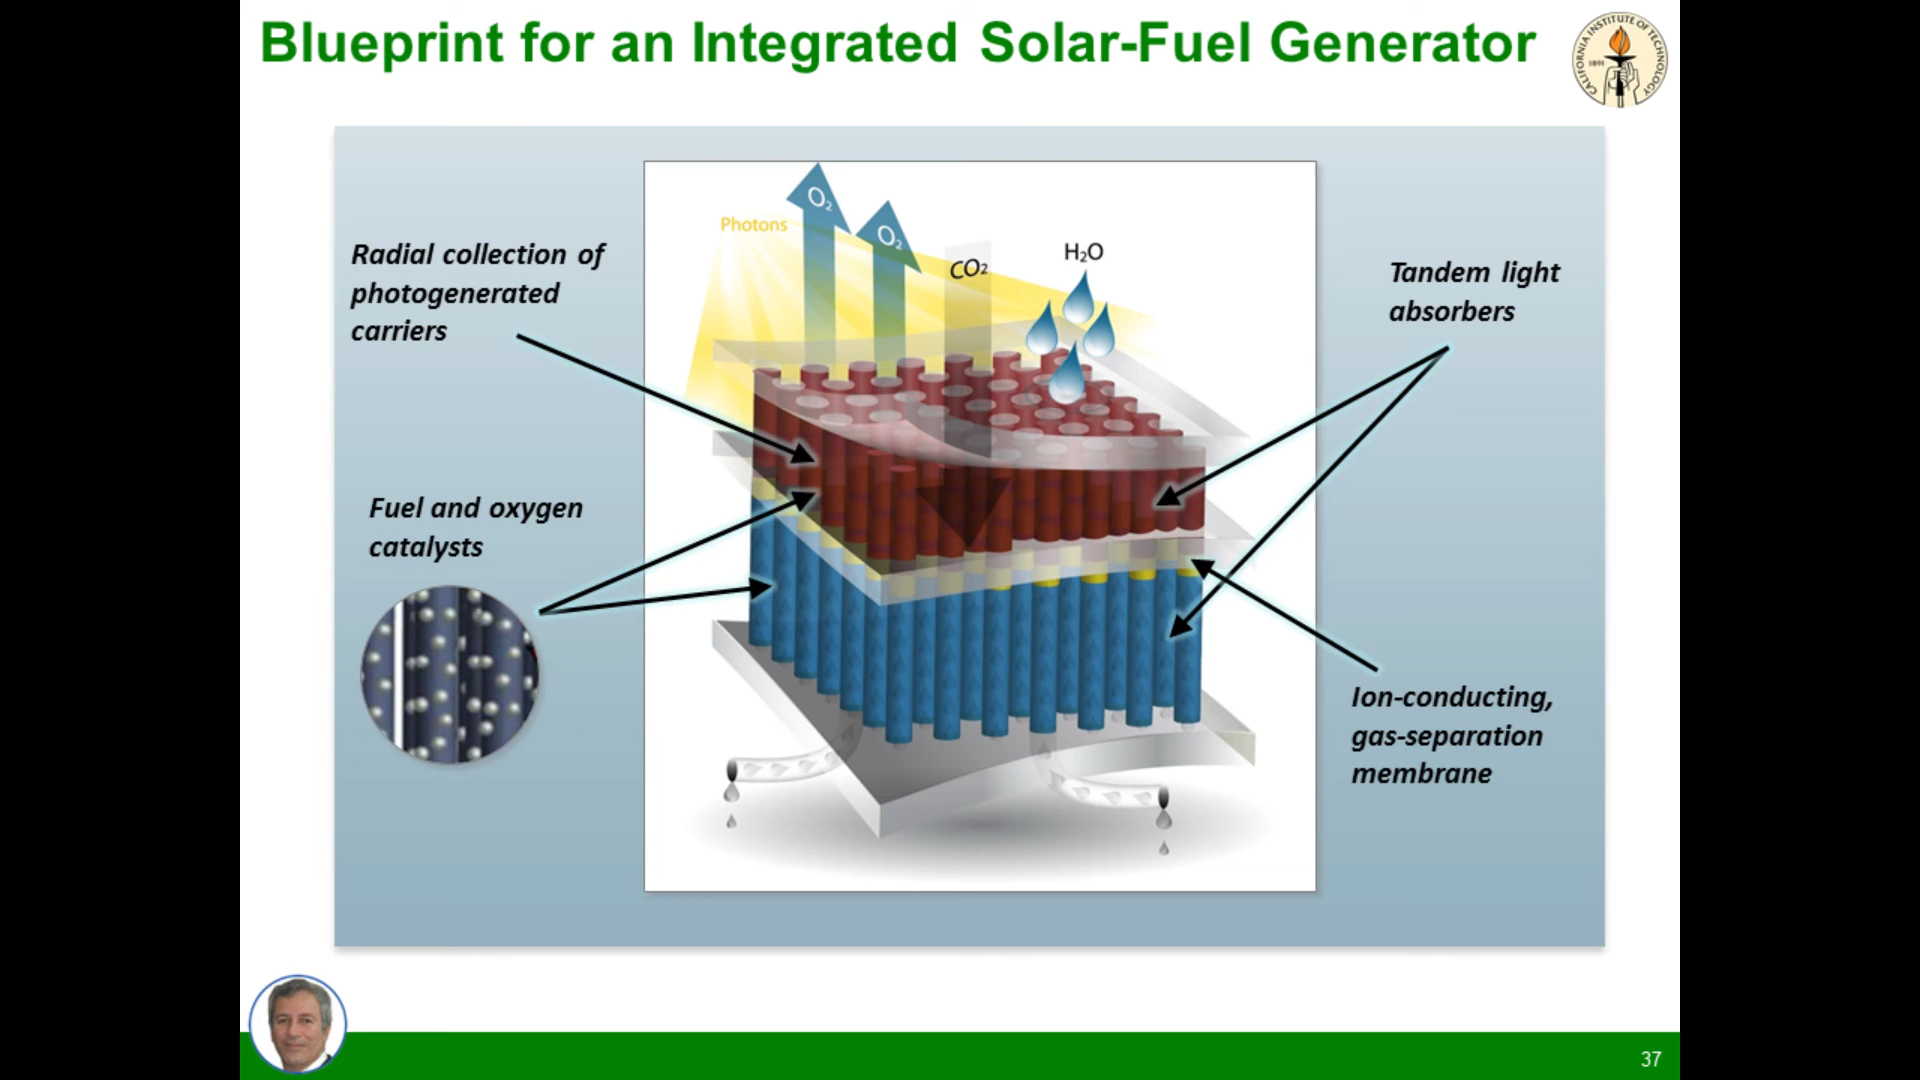 Blueprint for an Integrated Solar-Fuel Generator
CALIFORNIA INSTITUTE OF TECHNOLOGY
1891
Photons
O₂
O₂
CO₂
H₂O
Radial collection of
photogenerated
carriers
Tandem light
absorbers
Fuel and oxygen
catalysts
Ion-conducting,
gas-separation
membrane
37